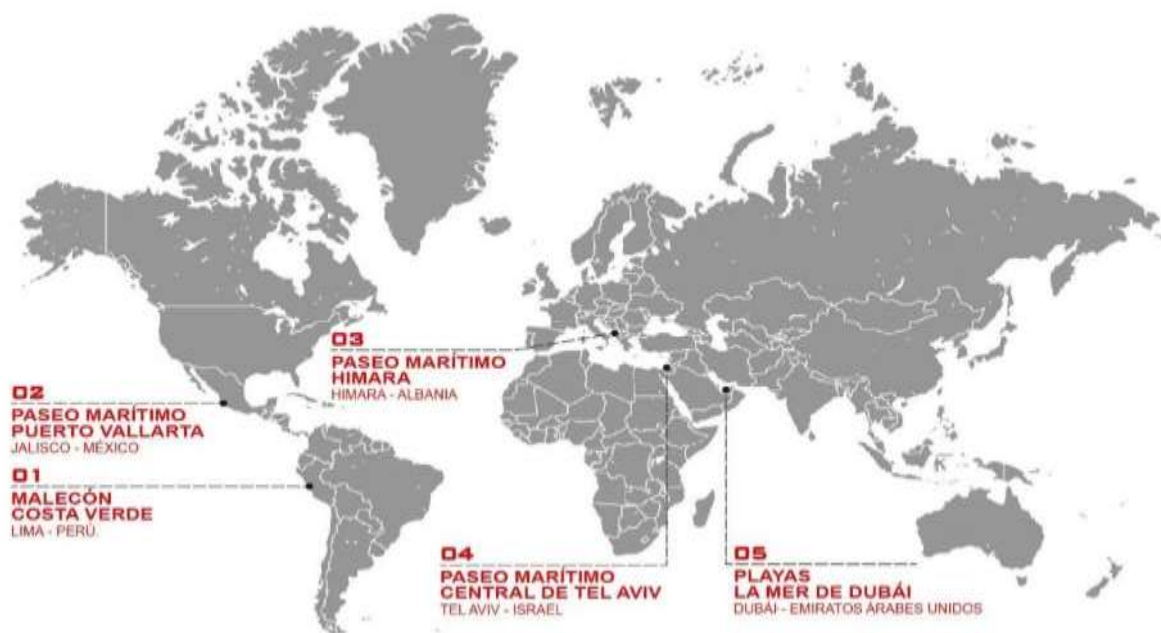 03
PASEO MARÍTIMO
HIMARA
HIMARA - ALBANIA
02
PASEO MARÍTIMO
PUERTO VALLARTA
JALISCO - MÉXICO
01
MALECÓN
COSTA VERDE
LIMA - PERÚ.
04
PASEO MARÍTIMO
CENTRAL DE TEL AVIV
TEL AVIV - ISRAEL
05
PLAYAS
LA MER DE DUBÁI
DUBÁI - EMIRATOS ÁRABES UNIDOS